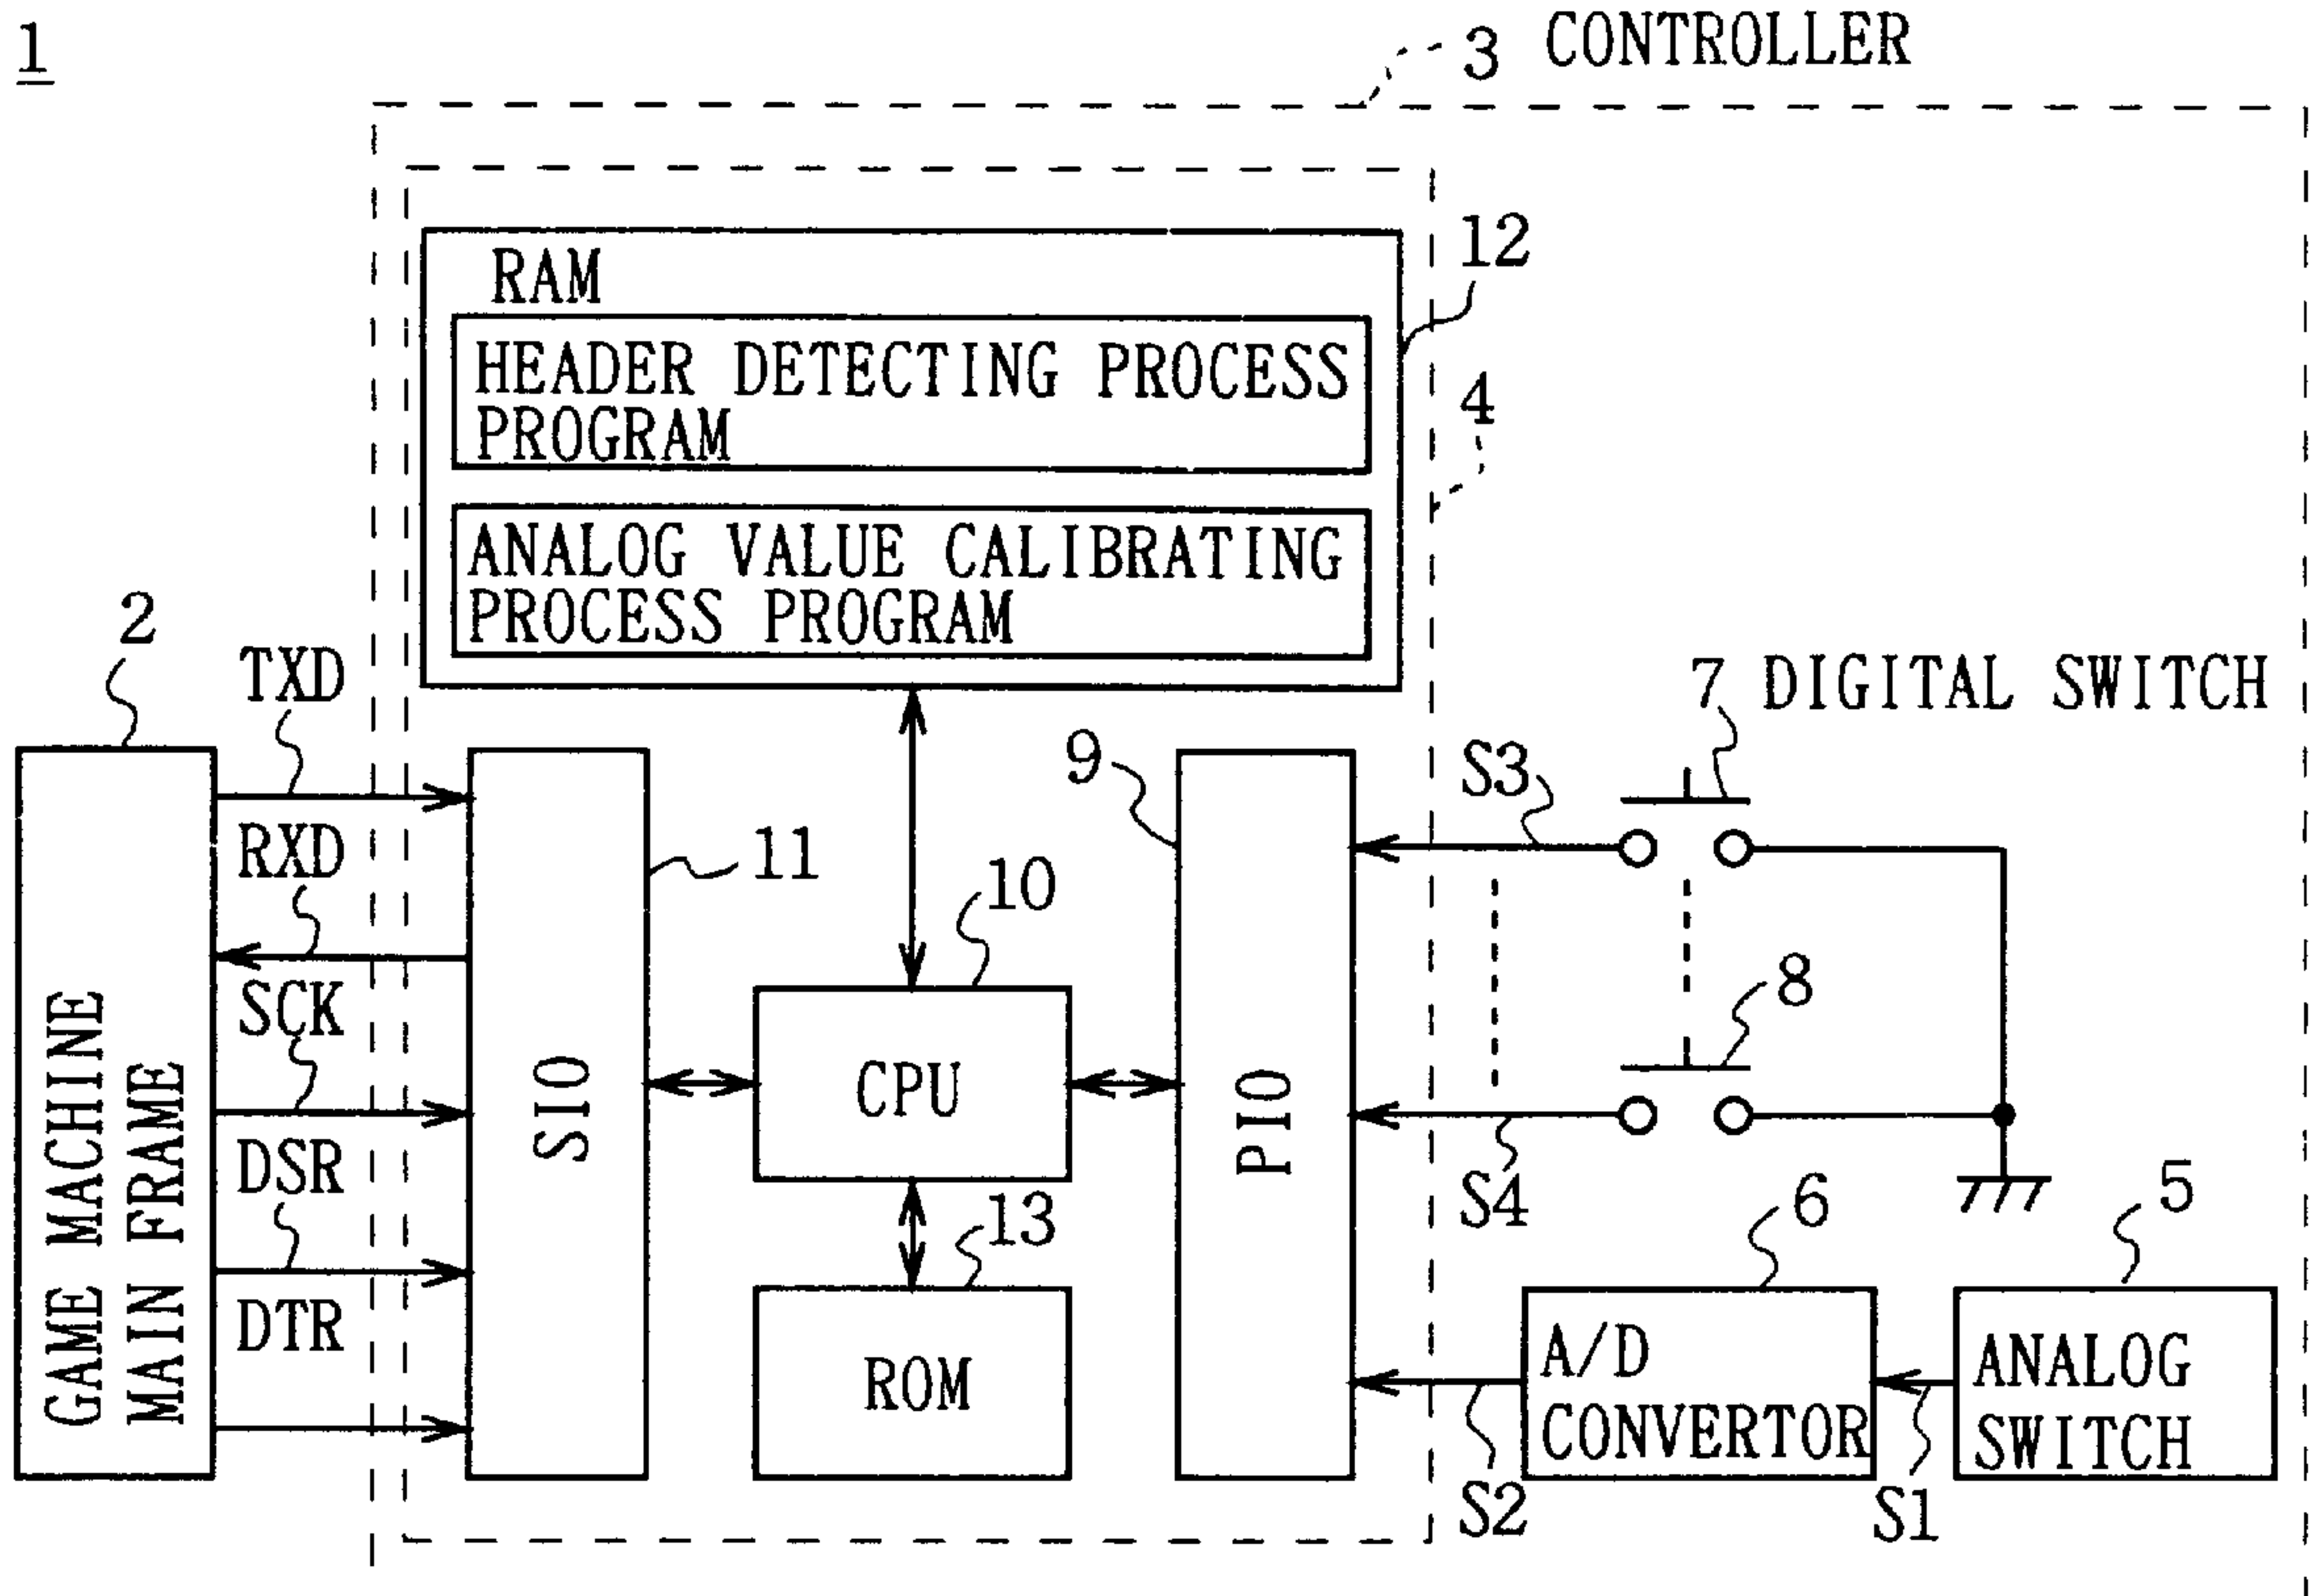 1
3 CONTROLLER
12
RAM
HEADER DETECTING PROCESS
PROGRAM
4
ANALOG VALUE CALIBRATING
PROCESS PROGRAM
2
TXD
7 DIGITAL SWITCH
9
S3
RXD
11
10
SCK
8
GAME MACHINE
MAIN FRAME
SIO
CPU
PIO
DSR
S4
13
6
5
DTR
ROM
A/D
CONVERTOR
ANALOG
SWITCH
S2
S1